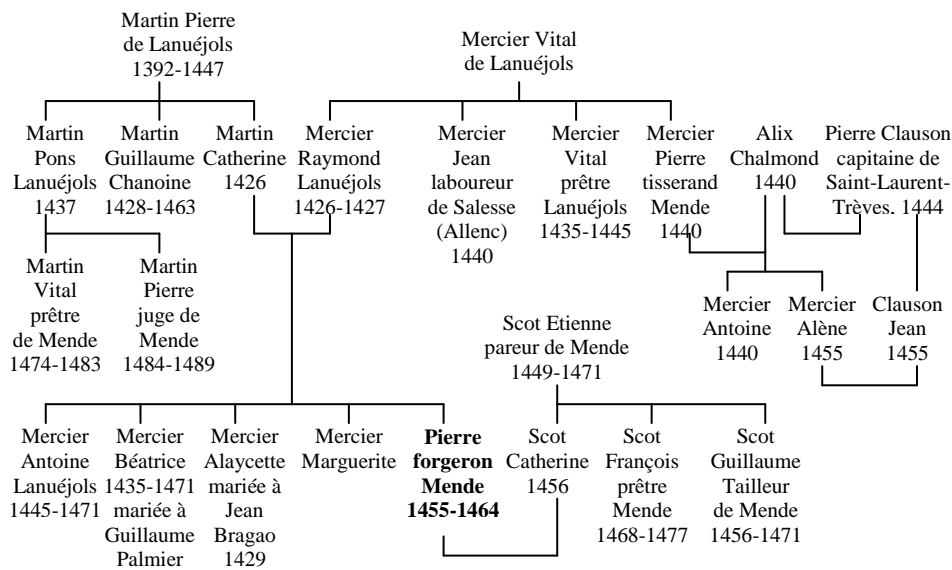 Martin Pierre
de Lanuéjols
1392-1447
Mercier Vital
de Lanuéjols
Martin
Pons
Lanuéjols
1437
Martin
Guillaume
Chanoine
1428-1463
Martin
Catherine
1426
Mercier
Raymond
Lanuéjols
1426-1427
Mercier
Jean
laboureur
de Salesse
(Allenc)
1440
Mercier
Vital
prêtre
Lanuéjols
1435-1445
Mercier
Pierre
tisserand
Mende
1440
Alix
Chalmond
1440
Pierre Clauson
capitaine de
Saint-Laurent-
Trèves, 1444
Martin
Vital
prêtre
de Mende
1474-1483
Martin
Pierre
juge de
Mende
1484-1489
Scot Etienne
pareur de Mende
1449-1471
Mercier
Antoine
1440
Mercier
Alène
1455
Clauson
Jean
1455
Mercier
Antoine
Lanuéjols
1445-1471
Mercier
Béatrice
1435-1471
mariée à
Guillaume
Palmier
Mercier
Alaycette
mariée à
Jean
Bragao
1429
Mercier
Marguerite
Pierre
forgeron
Mende
1455-1464
Scot
Catherine
1456
Scot
François
prêtre
Mende
1468-1477
Scot
Guillaume
Tailleur
de Mende
1456-1471